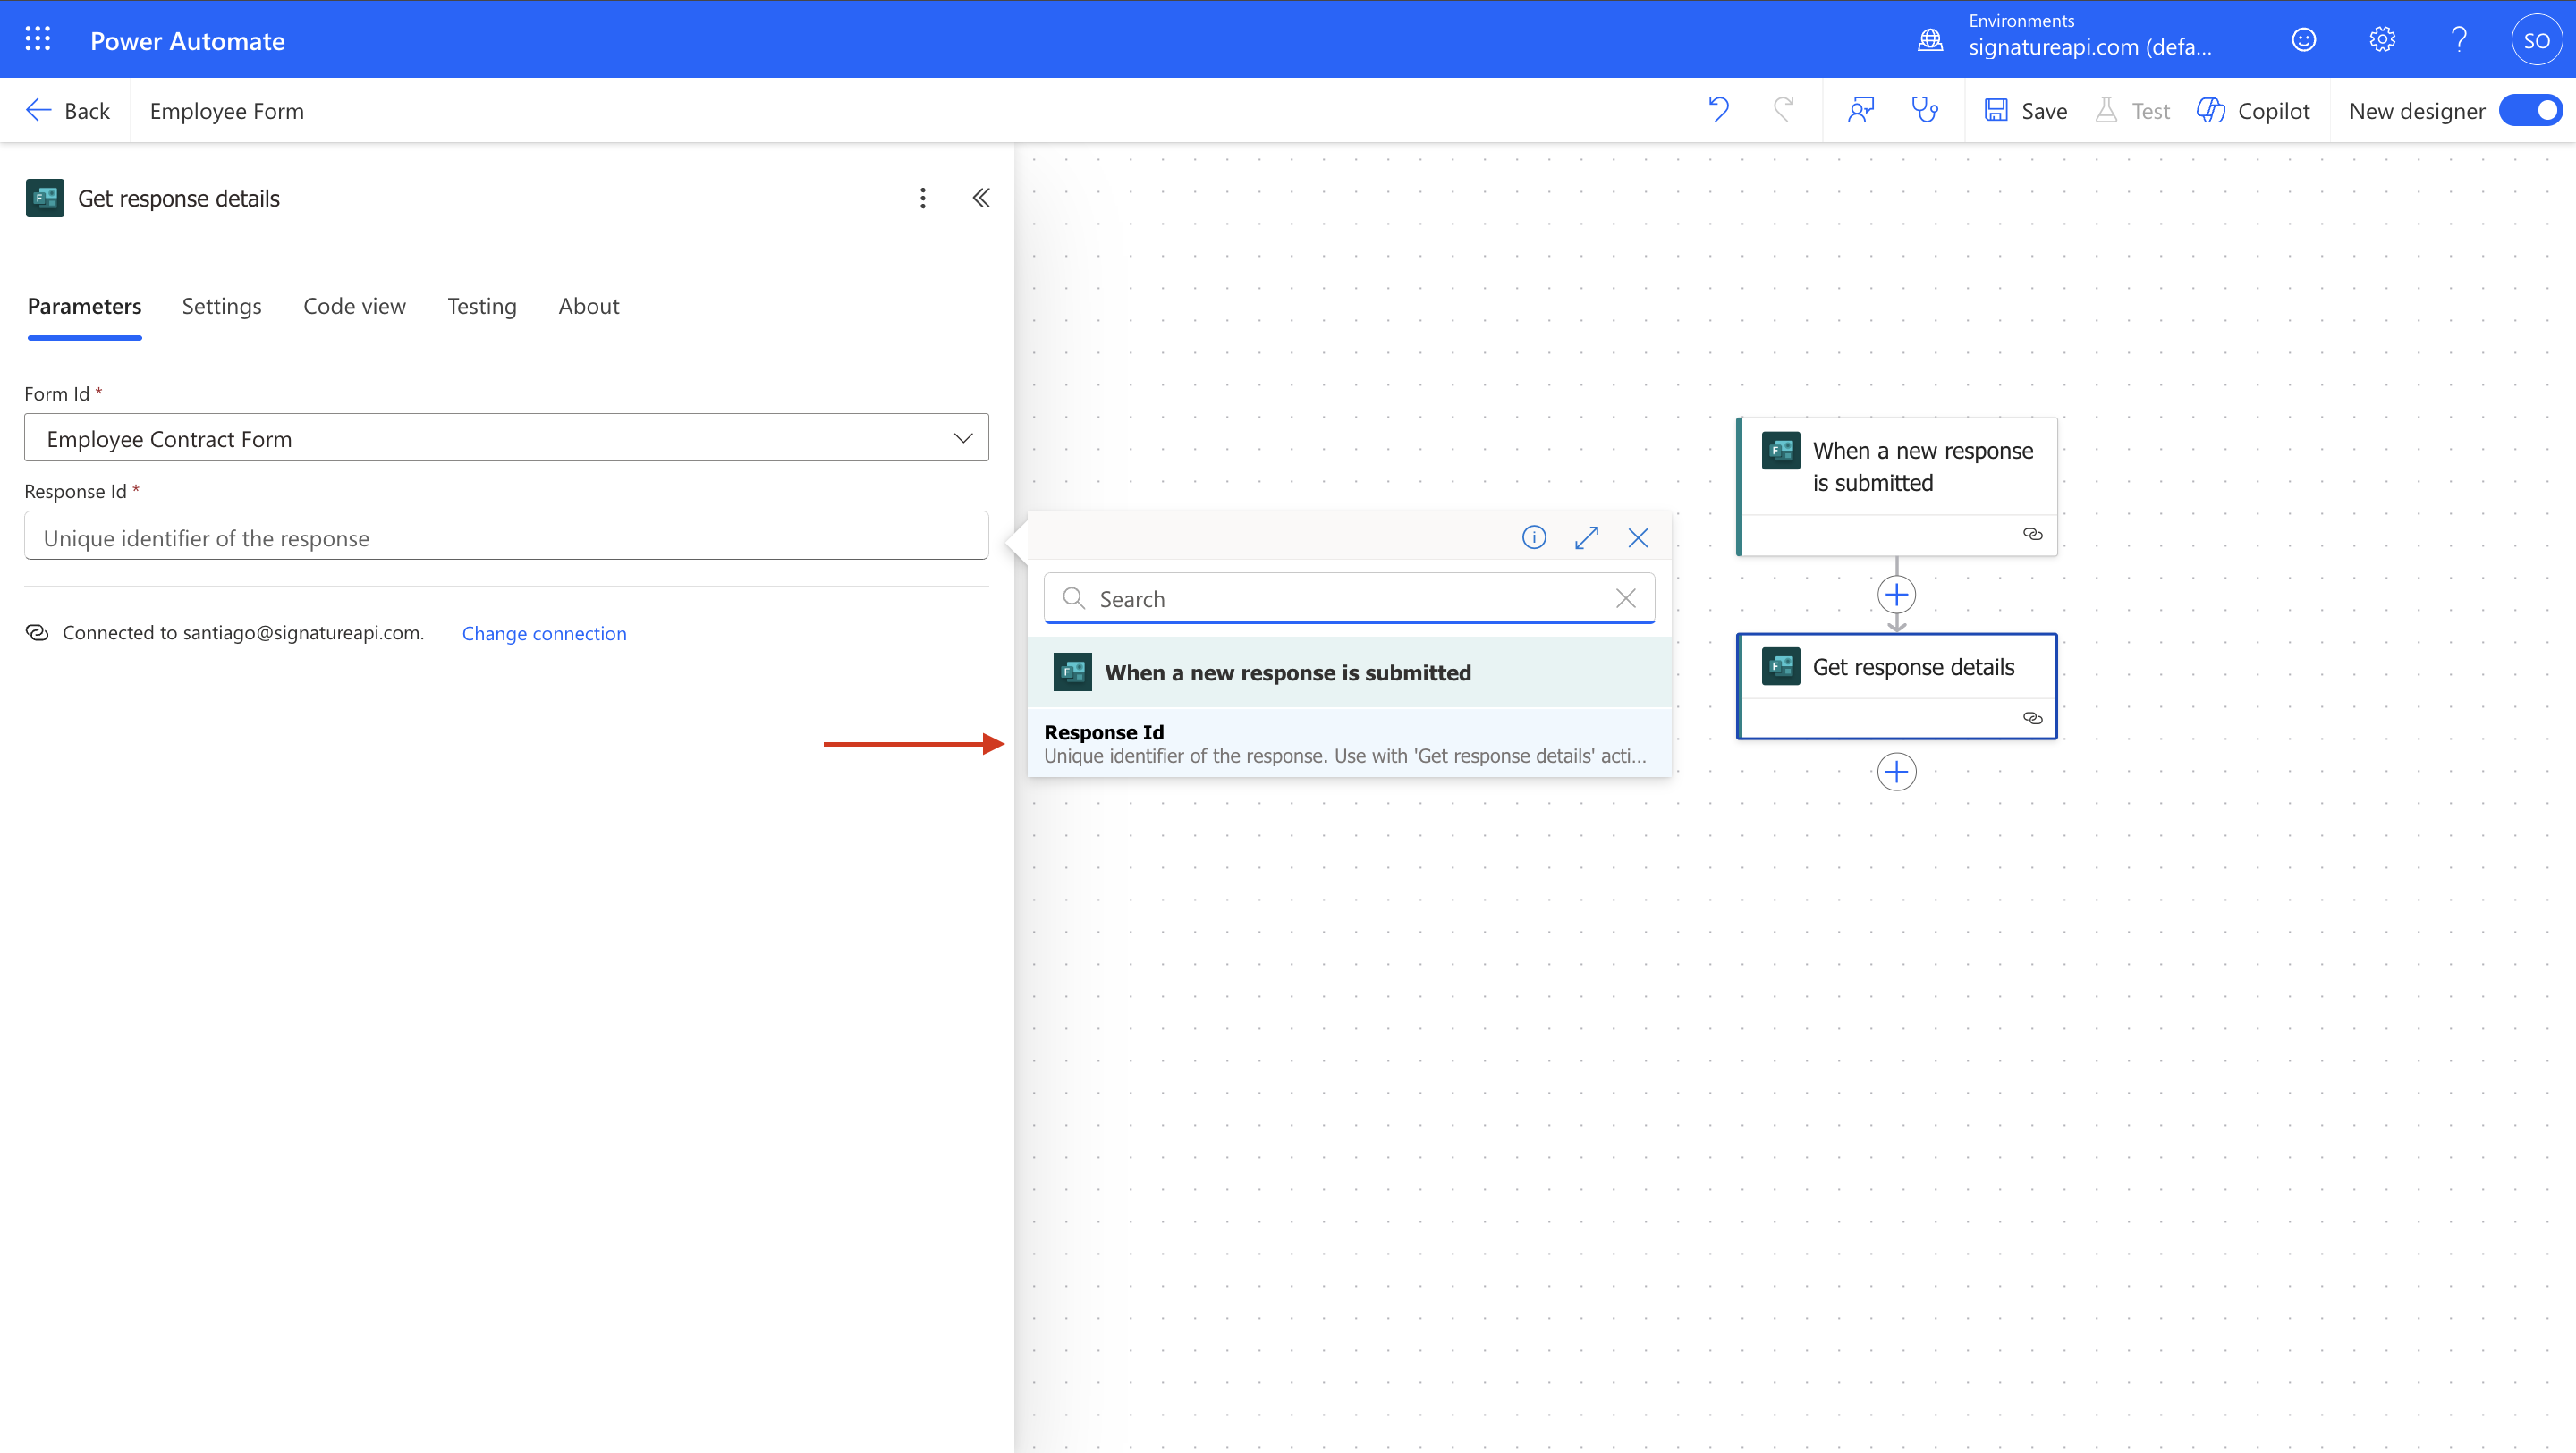 Power Automate
Environments
signatureapi.com (defa...
SO
Back
Employee Form
Save
Test
Copilot
New designer
Get response details
Parameters
Settings
Code view
Testing
About
Form Id *
Employee Contract Form
Response Id *
Unique identifier of the response
Connected to santiago@signatureapi.com.
Change connection
Search
When a new response is submitted
Response Id
Unique identifier of the response. Use with 'Get response details' acti...
When a new response
is submitted
Get response details